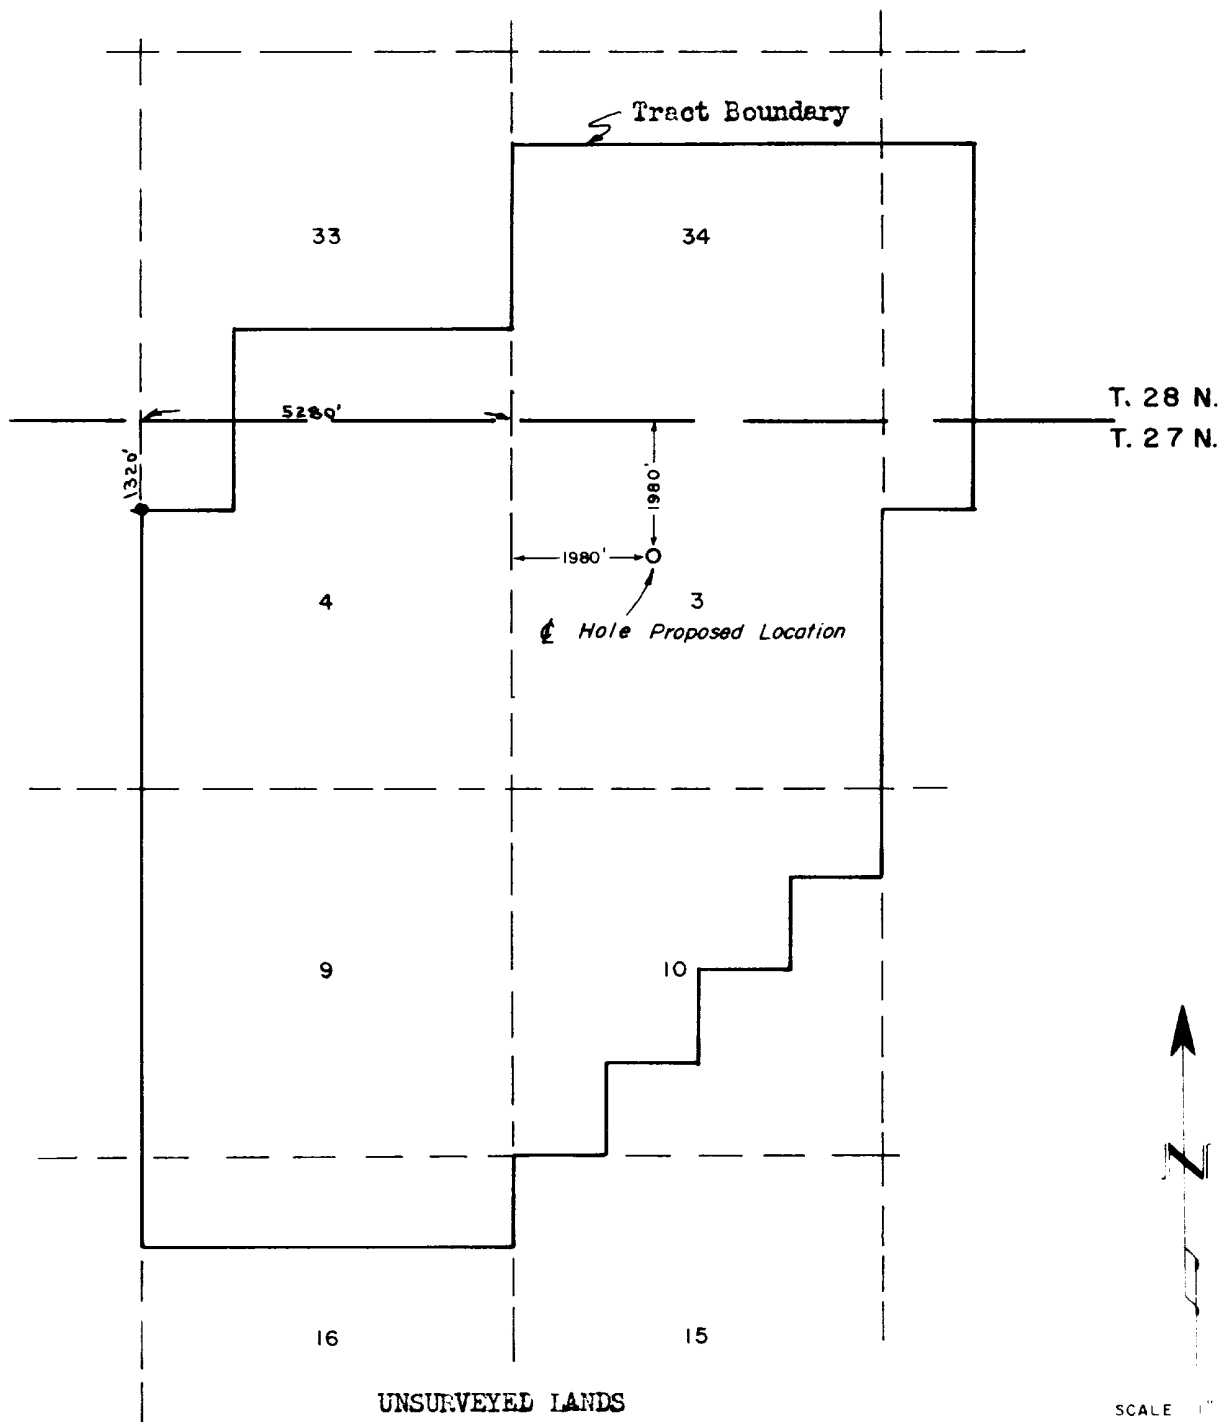 Tract Boundary
33
34
5280'
T. 28 N.
T. 27 N.
1320'
1980'
1980'
4
3
℄ Hole Proposed Location
9
10
N
16
15
UNSURVEYED LANDS
SCALE 1"